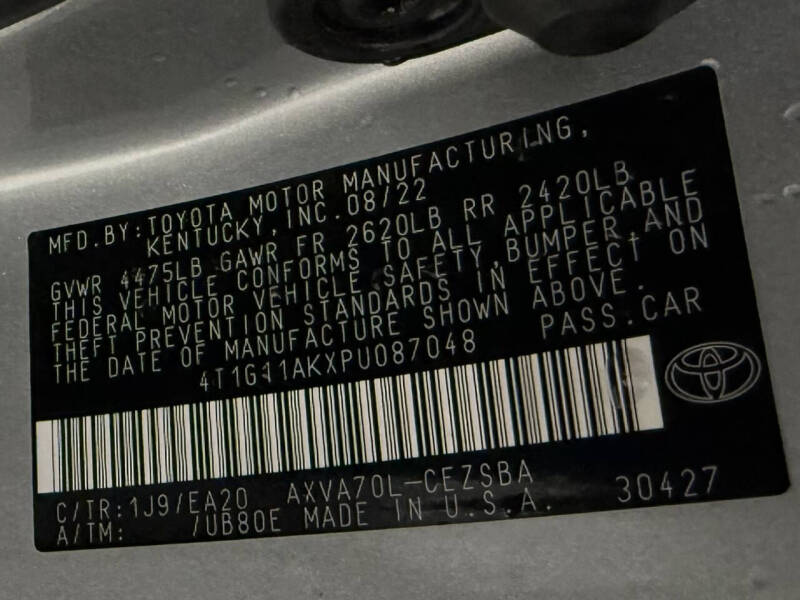 MFD.BY:TOYOTA MOTOR MANUFACTURING,
KENTUCKY,INC.08/22
GVWR 4475LB GAWR FR 2620LB RR 2420LB
THIS VEHICLE CONFORMS TO ALL APPLICABLE
FEDERAL MOTOR VEHICLE SAFETY,BUMPER,AND
THEFT PREVENTION STANDARDS IN EFFECT ON
THE DATE OF MANUFACTURE SHOWN ABOVE.
4T1G11AKXPU087048 PASS.CAR
C/TR:1J9/EA20 AXVA70L-CEZSBA 30427
A/TM: /UB80E MADE IN U.S.A.